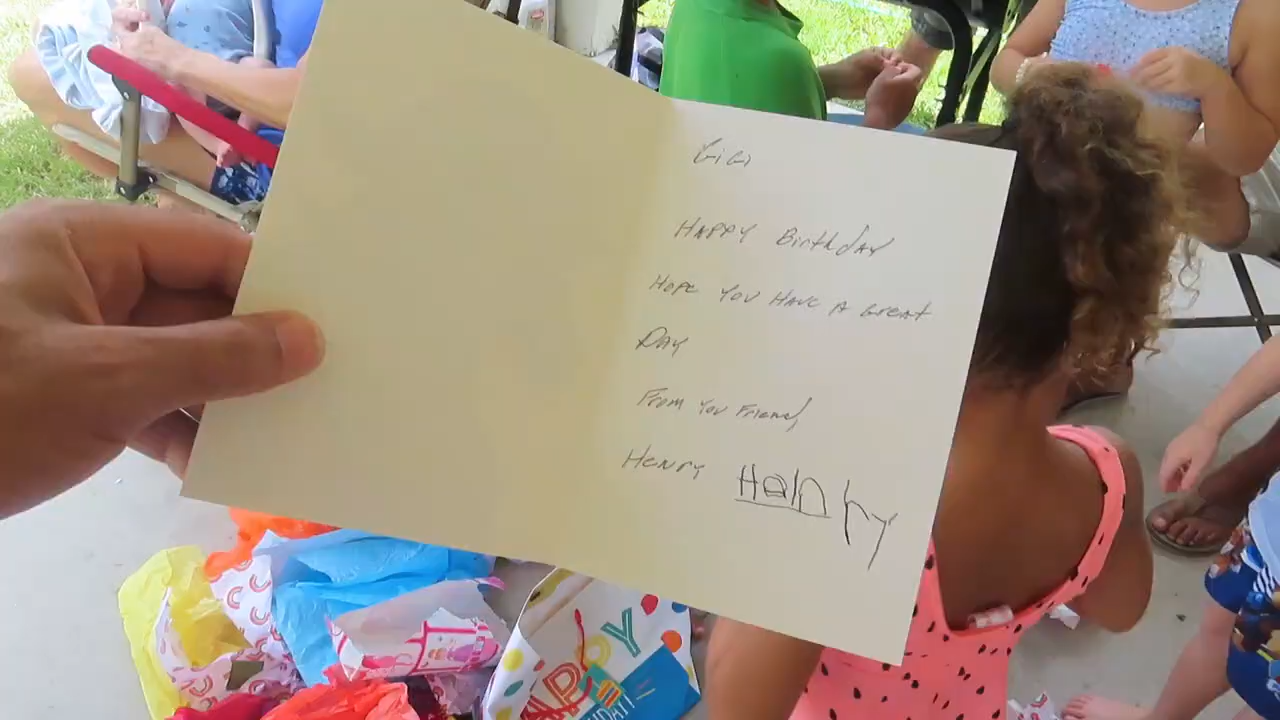 GiGi
HAPPY BirthdAY
HOPE YOU HAVE A GREAT
DAY
From You Friend,
Henry